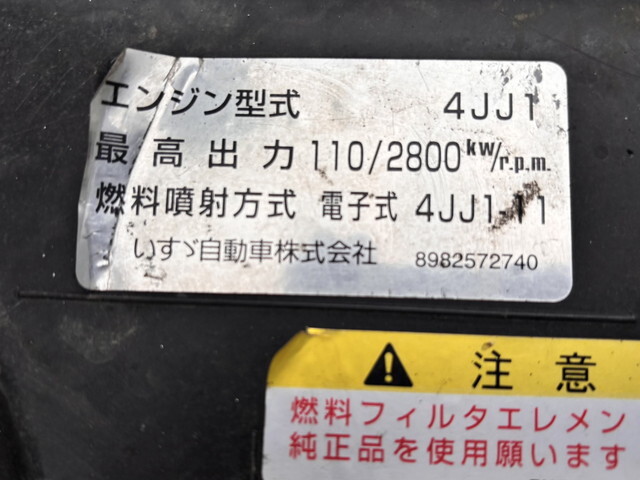 エンジン型式 4JJ1
最高出力 110/2800kW/r.p.m.
燃料噴射方式 電子式 4JJ1-11
いすゞ自動車株式会社 8982572740
注意
燃料フィルタエレメン
純正品を使用願います